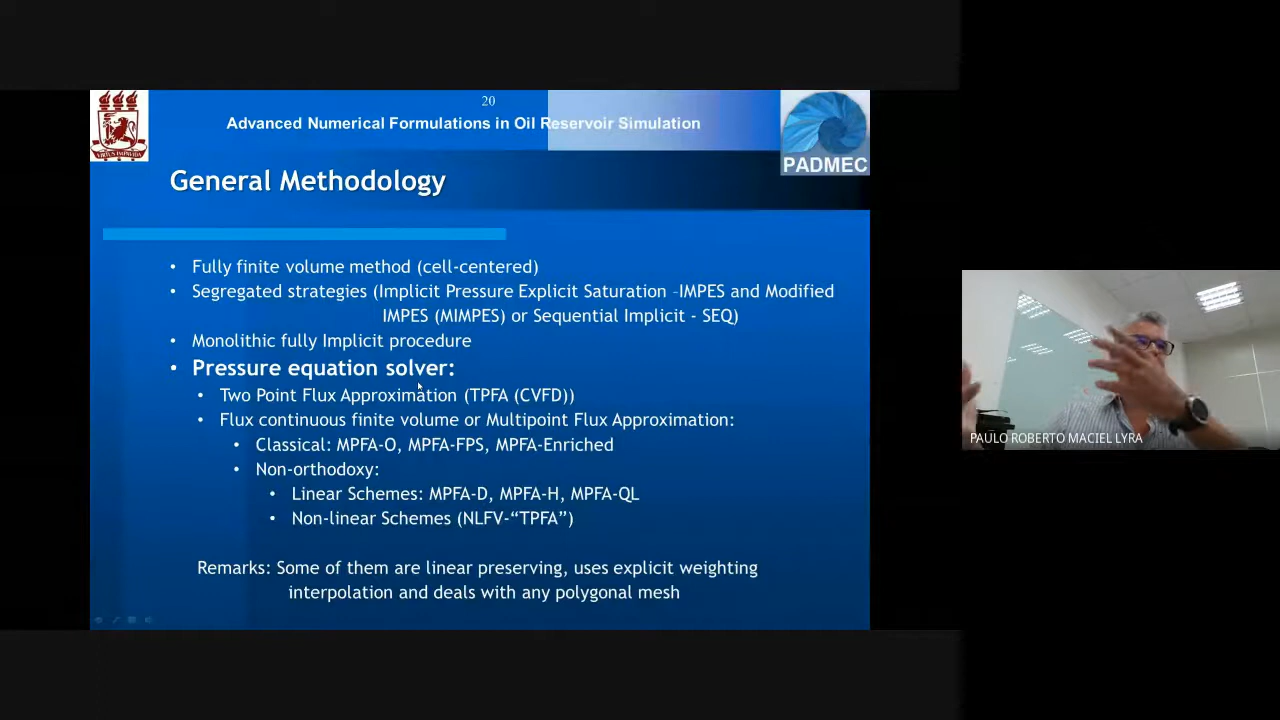 20
Advanced Numerical Formulations in Oil Reservoir Simulation
PADMEC
General Methodology
• Fully finite volume method (cell-centered)
• Segregated strategies (Implicit Pressure Explicit Saturation –IMPES and Modified
IMPES (MIMPES) or Sequential Implicit - SEQ)
• Monolithic fully Implicit procedure
• Pressure equation solver:
• Two Point Flux Approximation (TPFA (CVFD))
• Flux continuous finite volume or Multipoint Flux Approximation:
• Classical: MPFA-O, MPFA-FPS, MPFA-Enriched
• Non-orthodoxy:
• Linear Schemes: MPFA-D, MPFA-H, MPFA-QL
• Non-linear Schemes (NLFV-“TPFA”)
Remarks: Some of them are linear preserving, uses explicit weighting
interpolation and deals with any polygonal mesh
PAULO ROBERTO MACIEL LYRA